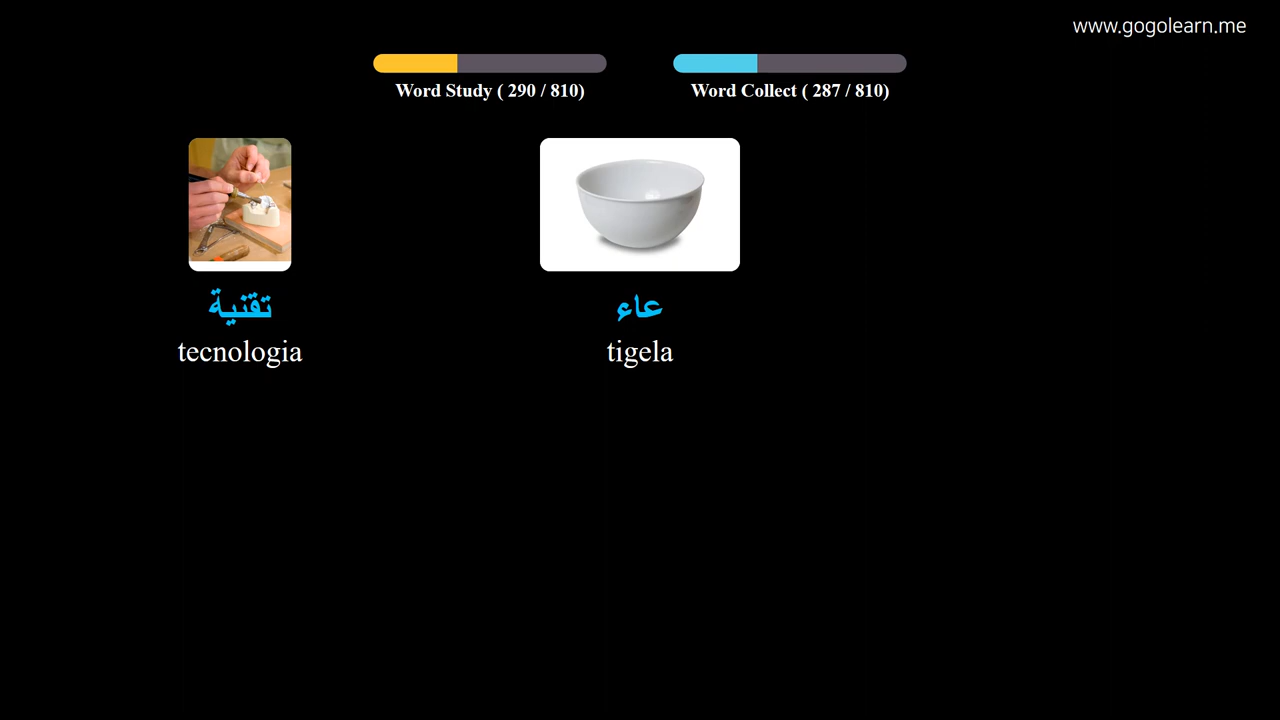 www.gogolearn.me
Word Study ( 290 / 810)
Word Collect ( 287 / 810)
تقنية
tecnologia
عاء
tigela